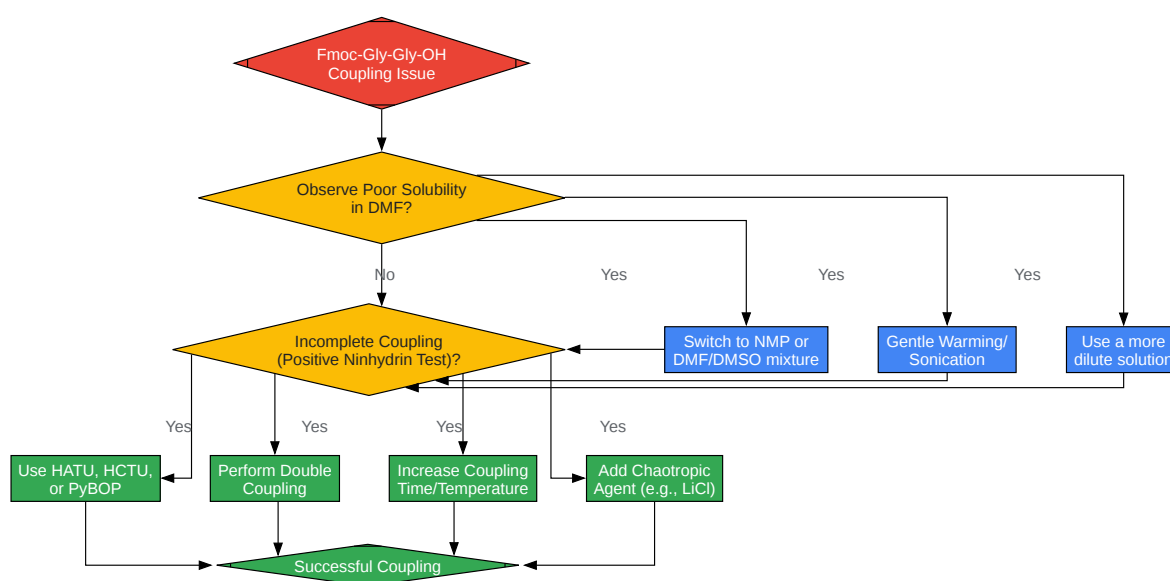 Fmoc-Gly-Gly-OH
Coupling Issue
Observe Poor Solubility
in DMF?
No
Yes
Yes
Yes
Incomplete Coupling
(Positive Ninhydrin Test)?
Switch to NMP or
DMF/DMSO mixture
Gentle Warming/
Sonication
Use a more
dilute solution
Yes
Yes
Yes
Yes
Use HATU, HCTU,
or PyBOP
Perform Double
Coupling
Increase Coupling
Time/Temperature
Add Chaotropic
Agent (e.g., LiCl)
Successful Coupling